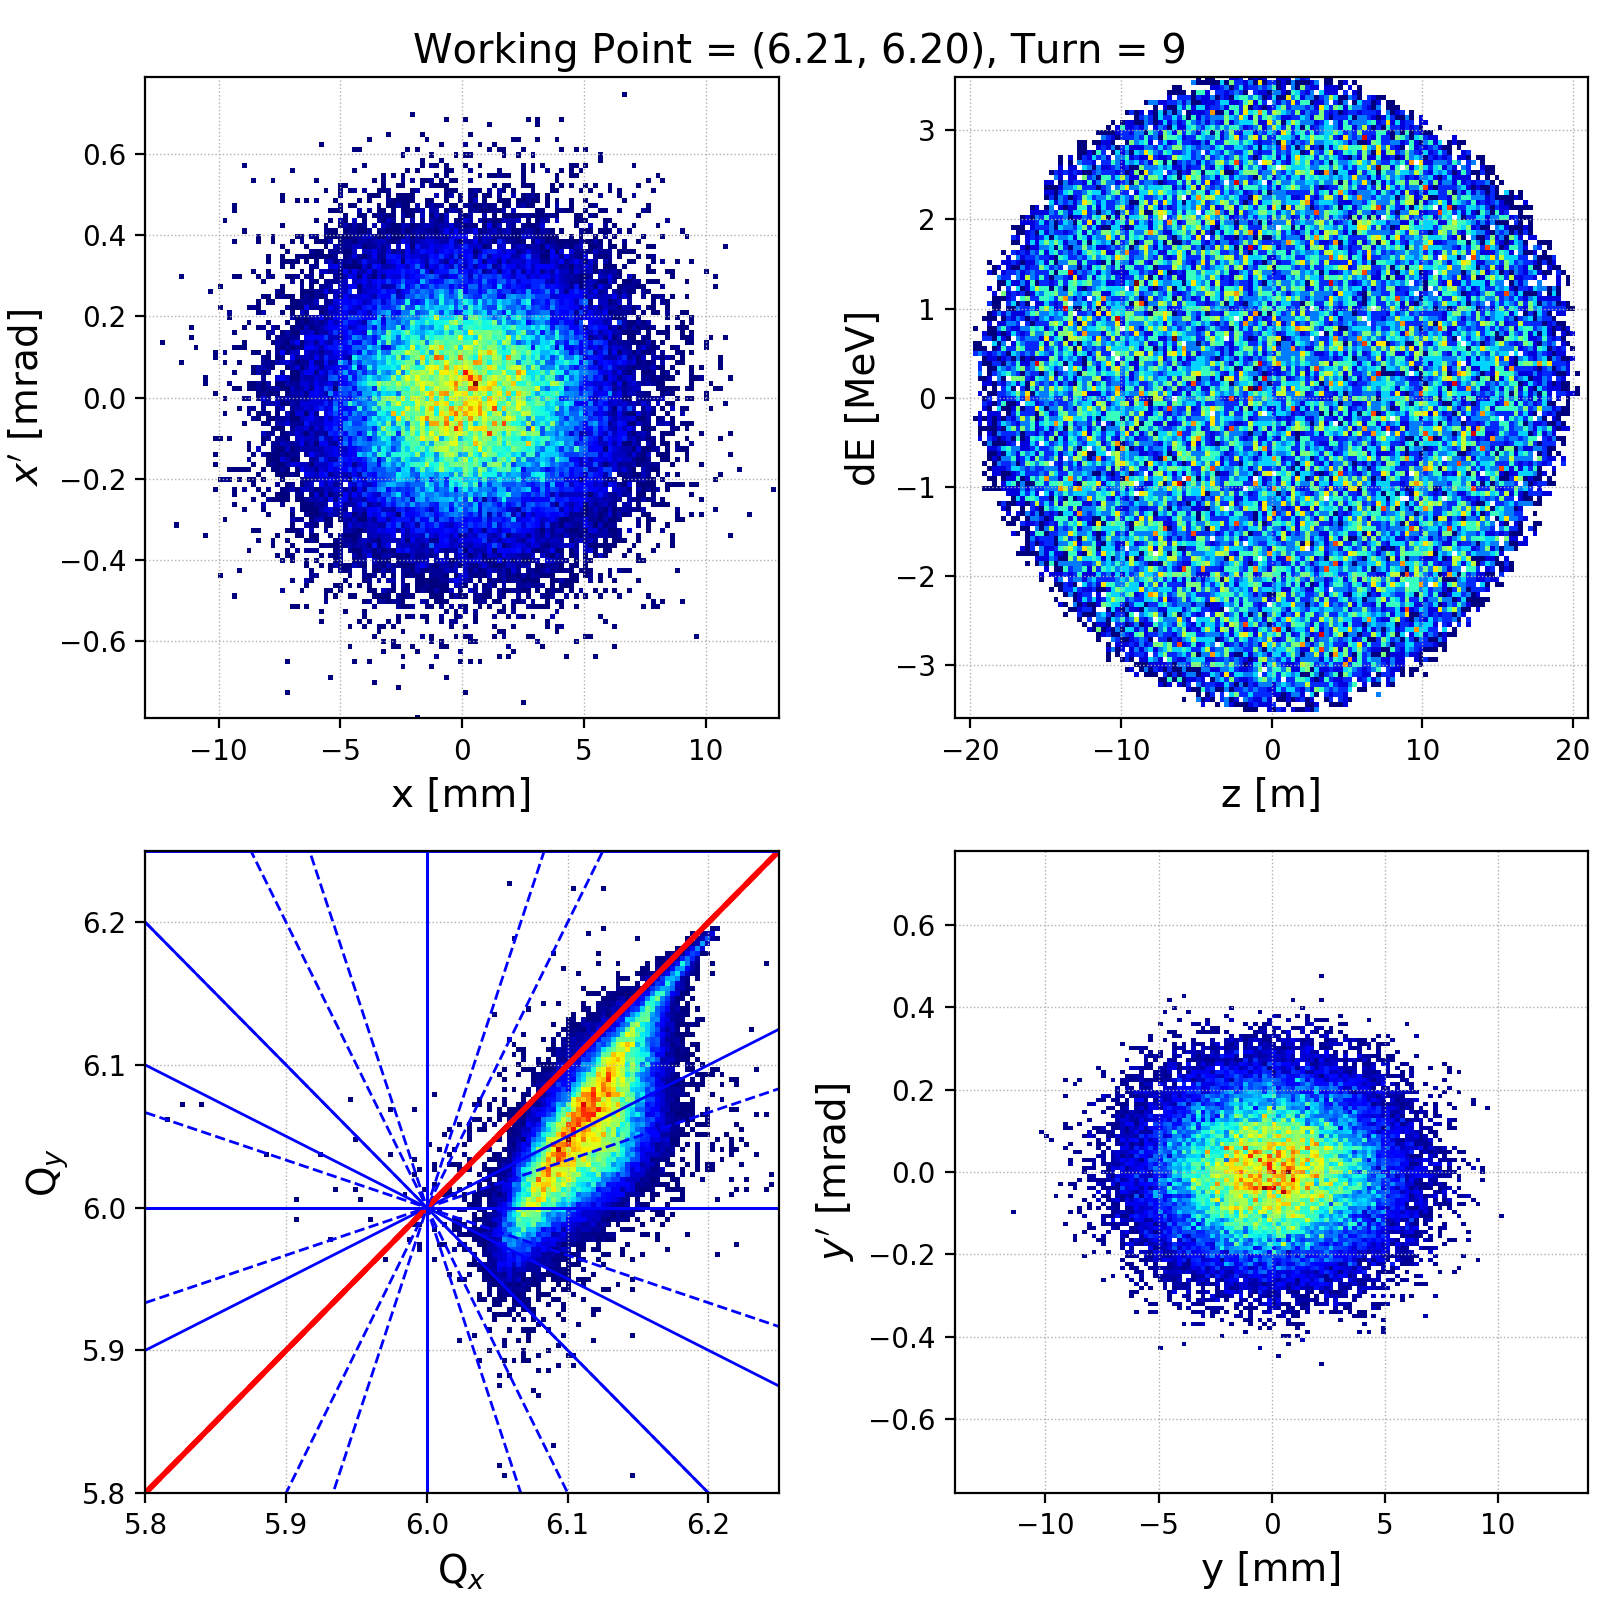 Working Point = (6.21, 6.20), Turn = 9
0.6
0.4
0.2
0.0
−0.2
−0.4
−0.6
x′ [mrad]
−10 −5 0 5 10
x [mm]
3
2
1
0
−1
−2
−3
dE [MeV]
−20 −10 0 10 20
z [m]
6.2
6.1
6.0
5.9
5.8
Qy
5.8 5.9 6.0 6.1 6.2
Qx
0.6
0.4
0.2
0.0
−0.2
−0.4
−0.6
y′ [mrad]
−10 −5 0 5 10
y [mm]